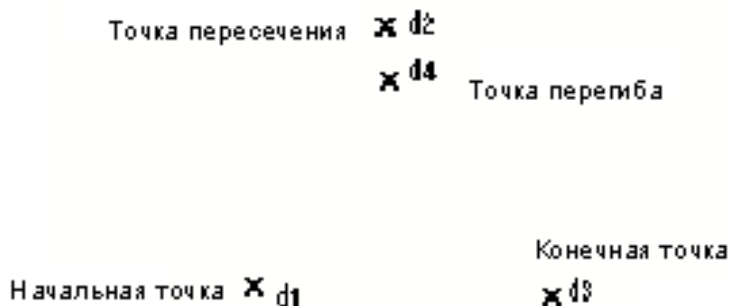 Точка пересечения × d2
× d4 Точка перегиба
Конечная точка
Начальная точка × d1
× d3